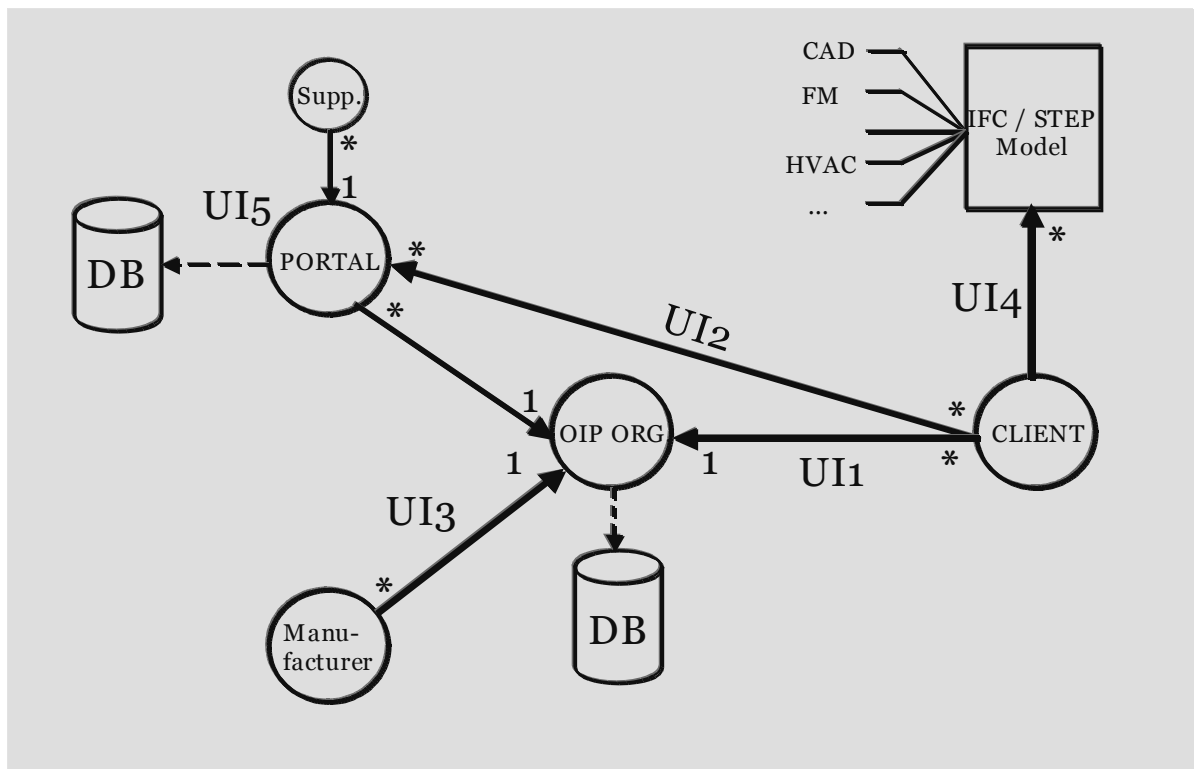 CAD
Supp.
FM
IFC / STEP
Model
*
HVAC
1
UI5
...
*
*
DB
PORTAL
UI4
*
UI2
1
*
OIP ORG
CLIENT
1
1
*
UI1
UI3
*
DB
Manu-
facturer